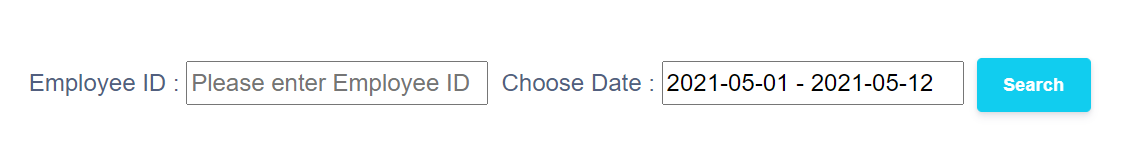 Employee ID : Please enter Employee ID Choose Date : 2021-05-01 - 2021-05-12 Search